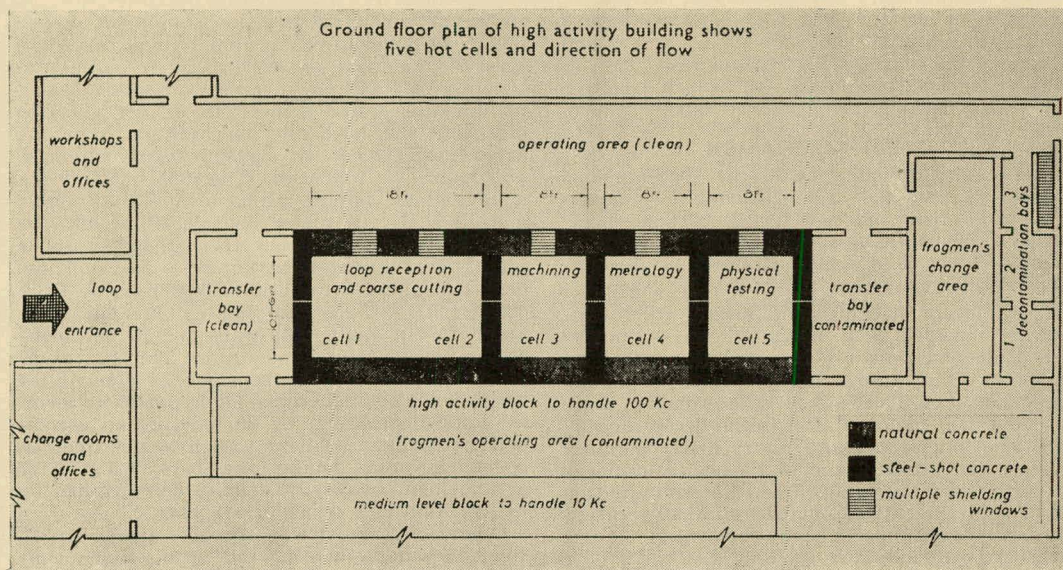 Ground floor plan of high activity building shows
five hot cells and direction of flow
workshops
and
offices
operating area (clean)
18ft.
8ft.
8ft.
8ft.
loop
entrance
transfer
bay
(clean)
loop reception
and coarse cutting
machining
metrology
physical
testing
cell 1
cell 2
cell 3
cell 4
cell 5
transfer
bay
contaminated
frogmen's
change
area
1
2
3
decontamination bays
high activity block to handle 100 Kc
frogmen's operating area (contaminated)
change rooms
and
offices
medium level block to handle 10 Kc
natural concrete
steel-shot concrete
multiple shielding
windows